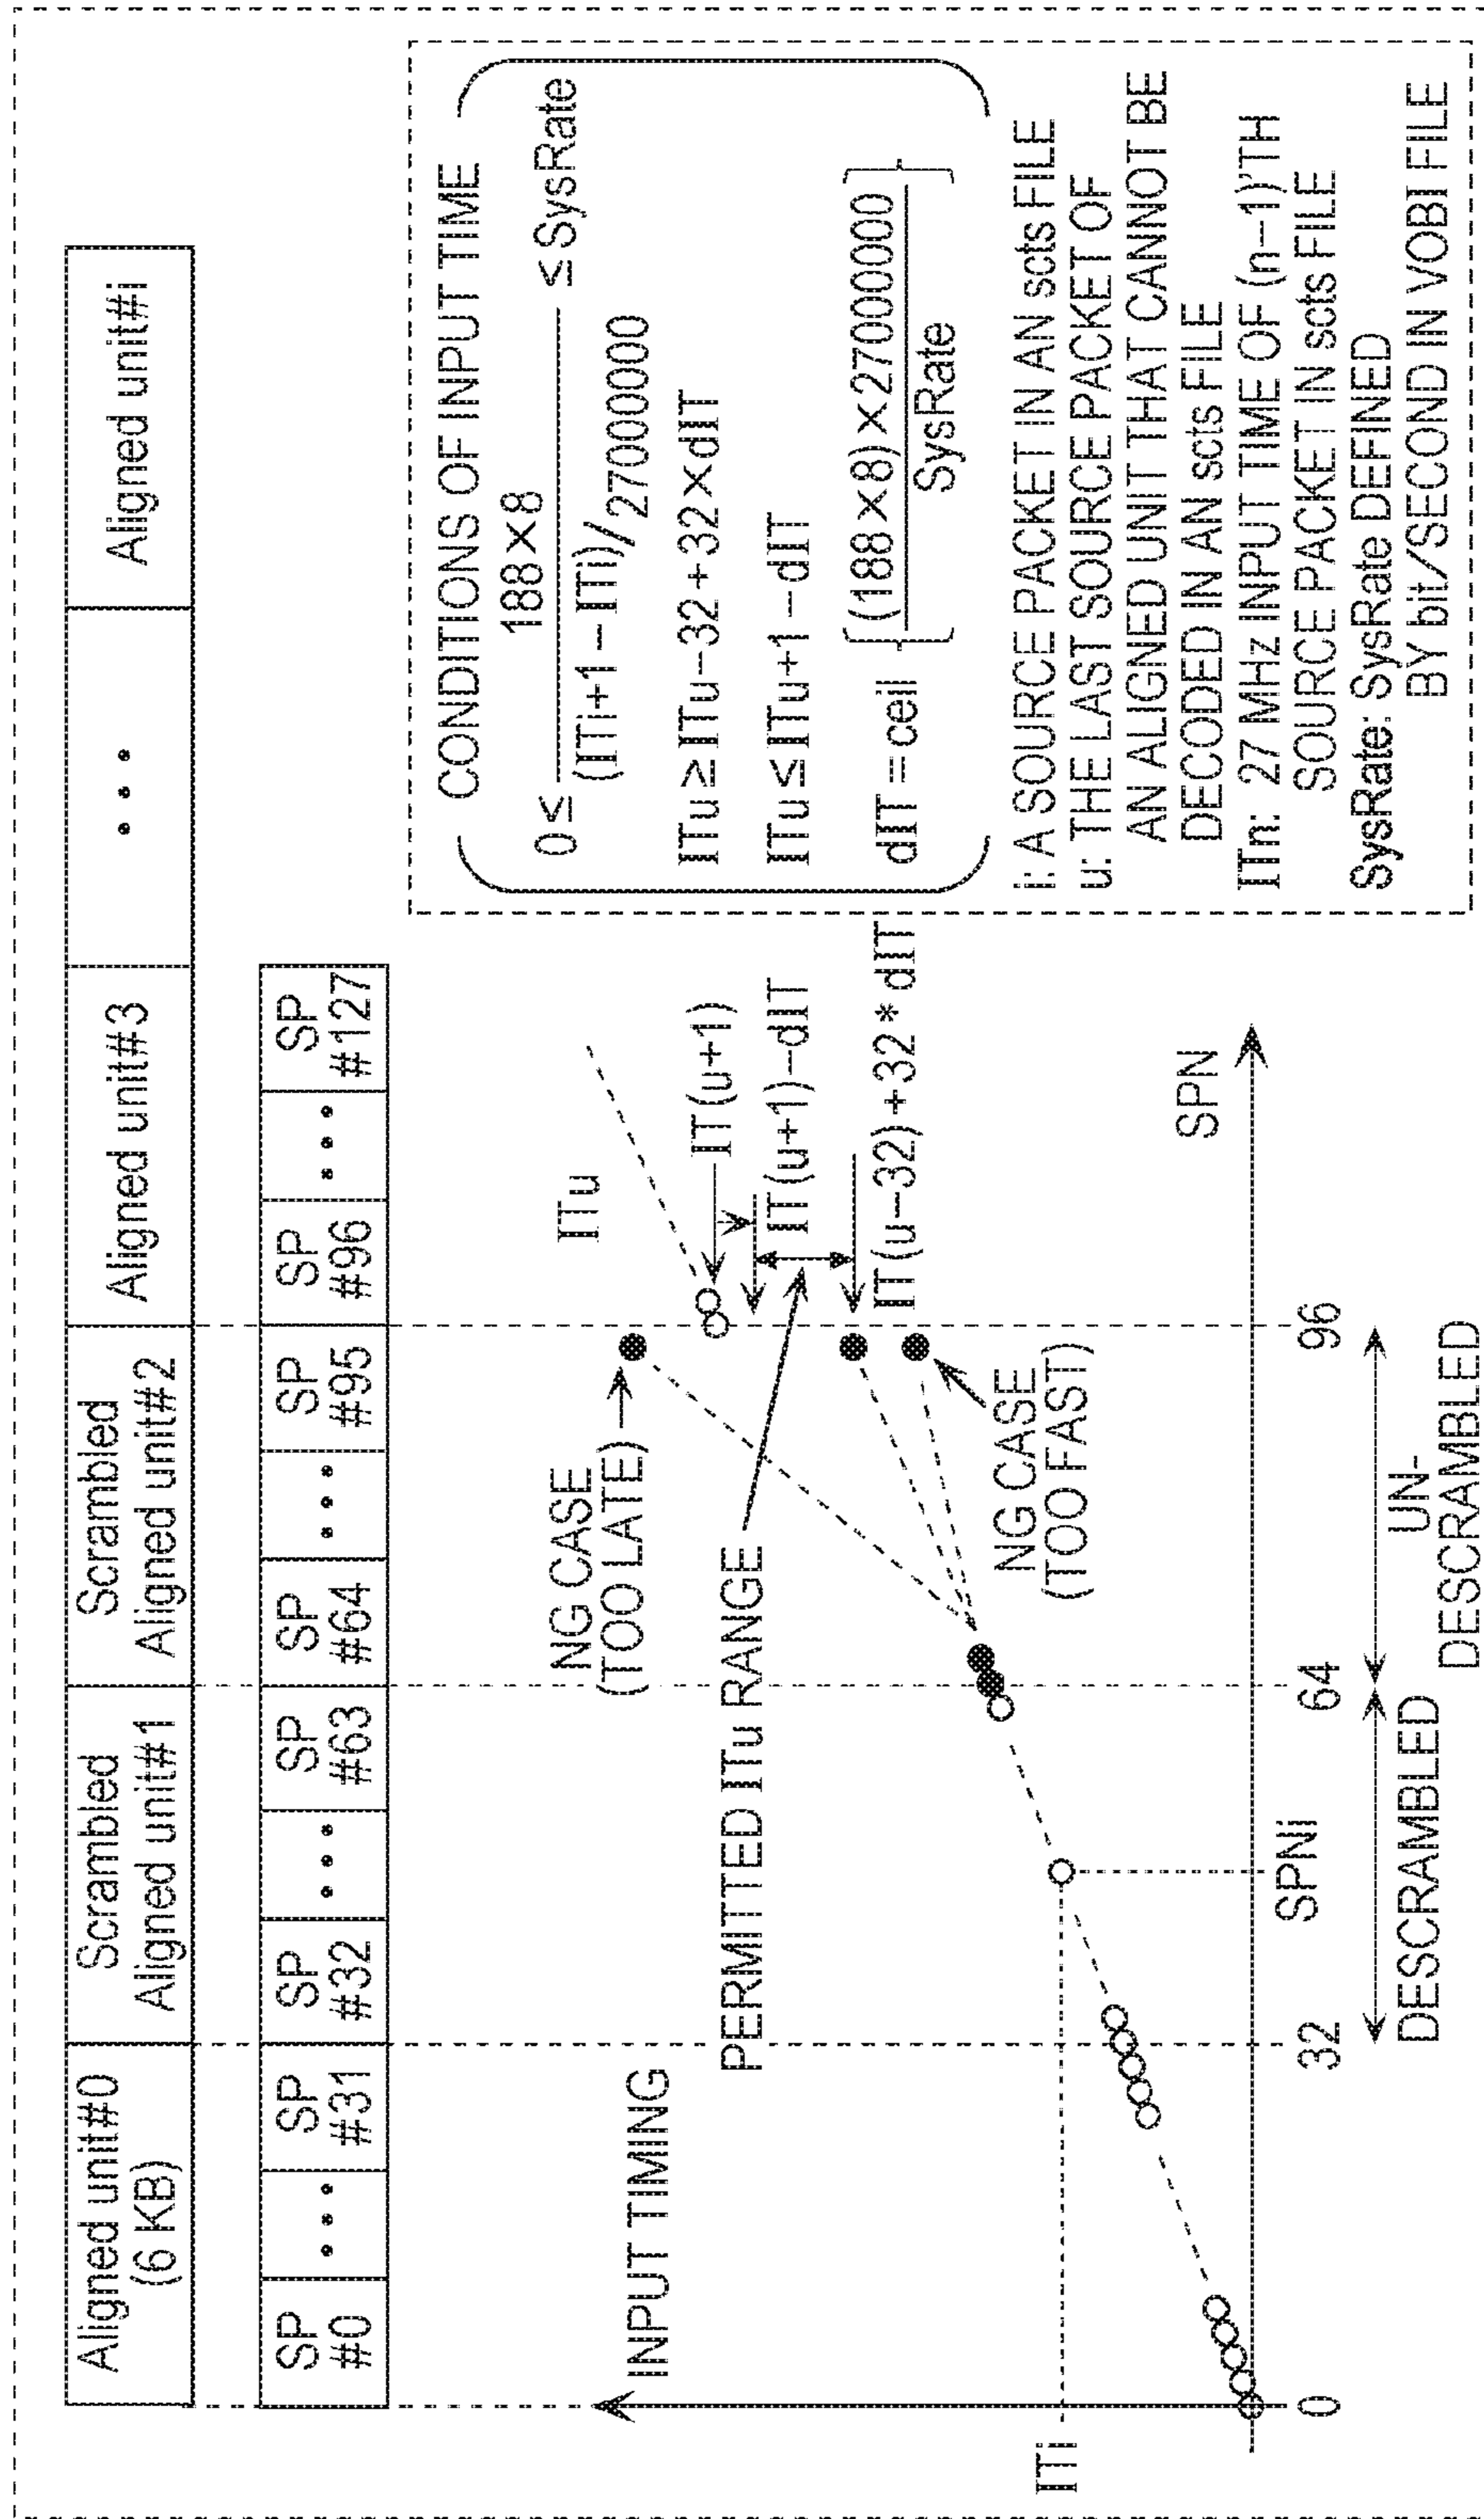 Aligned unit#0
(6 KB)
Scrambled
Aligned unit#1
Scrambled
Aligned unit#2
Aligned unit#3
• • •
Aligned unit#i
SP
#0
• • •
SP
#31
SP
#32
• • •
SP
#63
SP
#64
• • •
SP
#95
SP
#96
• • •
SP
#127
INPUT TIMING
NG CASE
(TOO LATE)
ITu
IT(u+1)
IT(u+1)-dIT
IT(u-32)+32*dIT
PERMITTED ITu RANGE
NG CASE
(TOO FAST)
ITi
SPN
0
32
SPNi
64
96
DESCRAMBLED
UN-
DESCRAMBLED
CONDITIONS OF INPUT TIME
188×8
0≤ ≤SysRate
(ITi+1-ITi)/27000000
ITu≥ITu-32+32×dIT
ITu≤ITu+1-dIT
dIT=ceil{(188×8)×27000000
SysRate}
i: A SOURCE PACKET IN AN scts FILE
u: THE LAST SOURCE PACKET OF
AN ALIGNED UNIT THAT CANNOT BE
DECODED IN AN scts FILE
ITn: 27 MHz INPUT TIME OF (n-1)'TH
SOURCE PACKET IN scts FILE
SysRate: SysRate DEFINED
BY bit/SECOND IN VOBI FILE